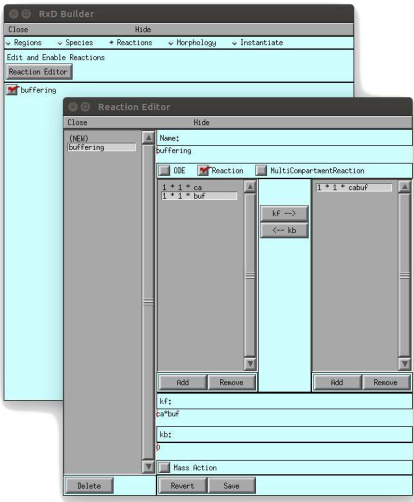 RxD Builder
Close Hide
Regions Species Reactions Morphology Instantiate
Edit and Enable Reactions
Reaction Editor
buffering
Reaction Editor
Close Hide
(NEW)
buffering
Name:
buffering
ODE Reaction MultiCompartmentReaction
1 * 1 * ca
1 * 1 * buf
kf -->
<-- kb
1 * 1 * cabuf
Add Remove
Add Remove
kf:
ca*buf
kb:
0
Mass Action
Delete
Revert Save